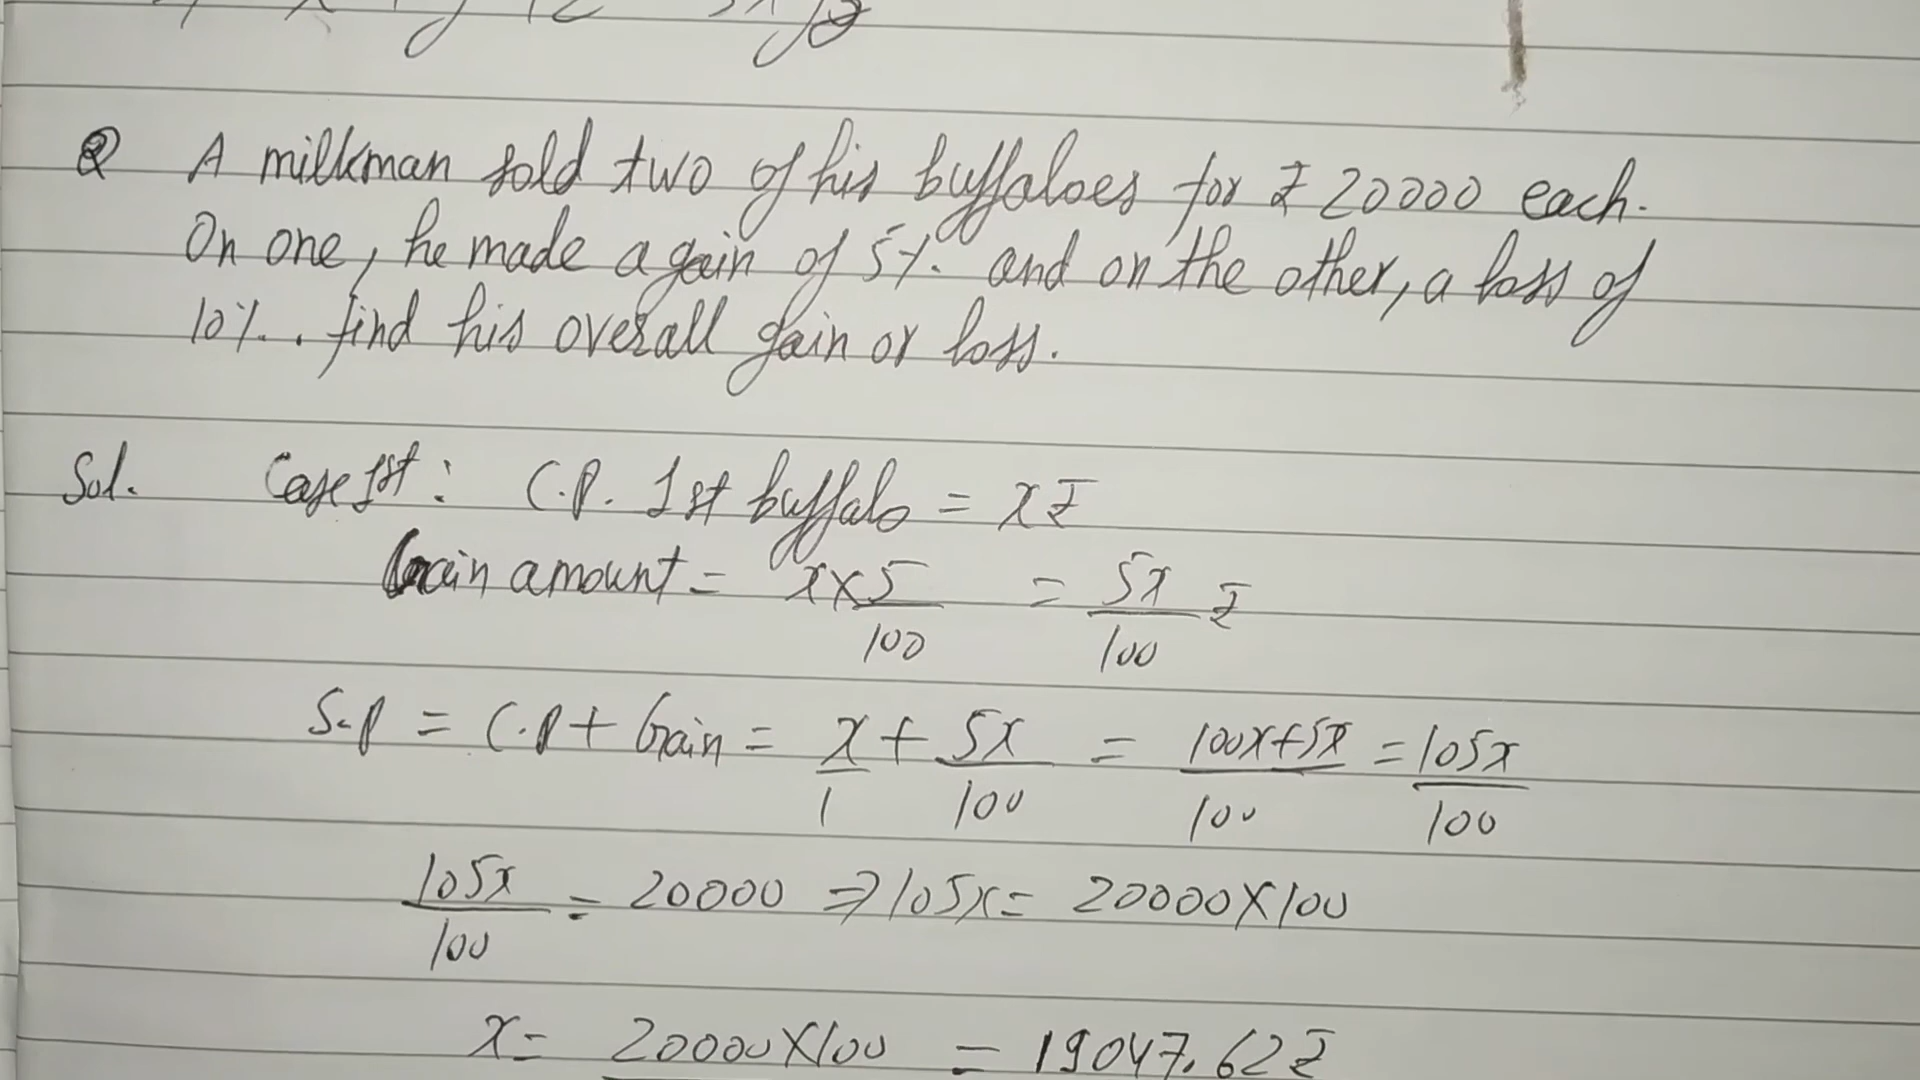 Q A milkman sold two of his buffaloes for ₹ 20000 each.
On one, he made a gain of 5%. and on the other, a loss of
10%. . find his overall gain or loss.
Sol. Case 1st : C.P. 1st buffalo = x ₹
Gain amount = x × 5/100 = 5x/100 ₹
S.P = C.P + Gain = x/1 + 5x/100 = 100x+5x/100 = 105x/100
105x/100 = 20000 ⇒ 105x = 20000 × 100
x = 20000 × 100 = 19047.62 ₹